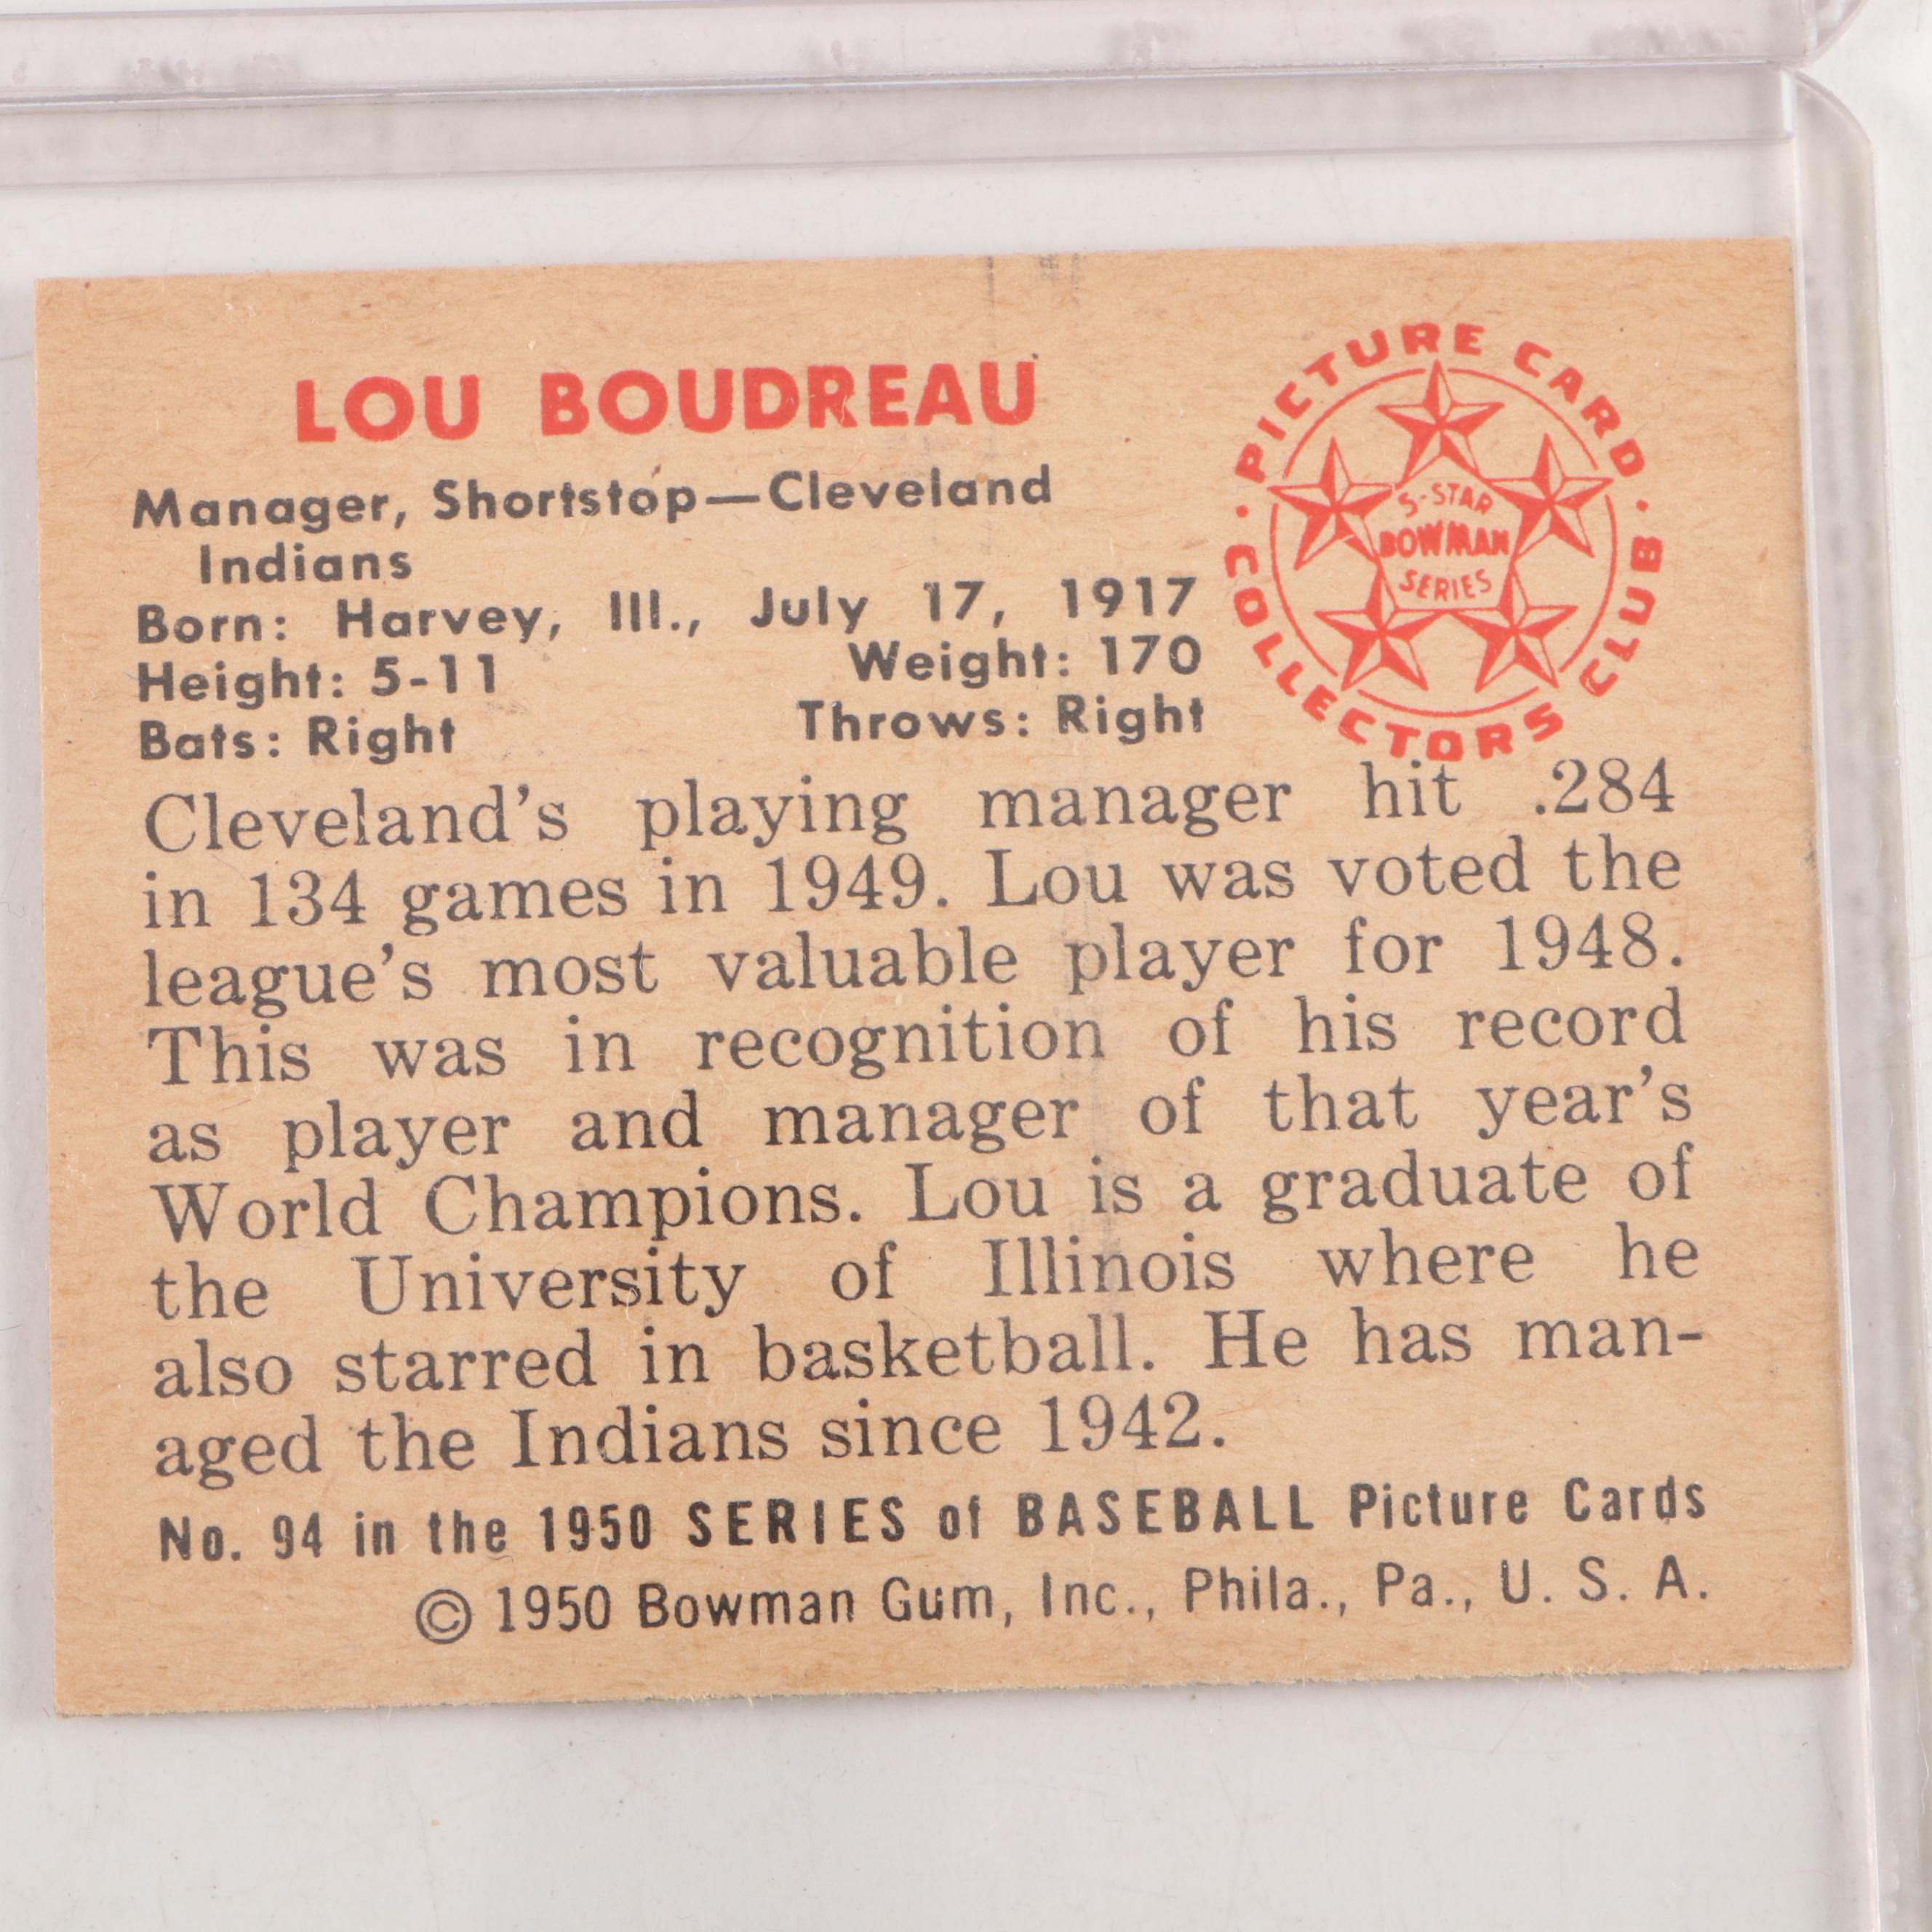 LOU BOUDREAU
Manager, Shortstop—Cleveland
Indians
Born: Harvey, Ill., July 17, 1917
Height: 5-11 Weight: 170
Bats: Right Throws: Right
· PICTURE CARD ·
COLLECTORS CLUB
5-STAR
BOWMAN
SERIES
Cleveland's playing manager hit .284
in 134 games in 1949. Lou was voted the
league's most valuable player for 1948.
This was in recognition of his record
as player and manager of that year's
World Champions. Lou is a graduate of
the University of Illinois where he
also starred in basketball. He has man-
aged the Indians since 1942.
No. 94 in the 1950 SERIES of BASEBALL Picture Cards
© 1950 Bowman Gum, Inc., Phila., Pa., U. S. A.